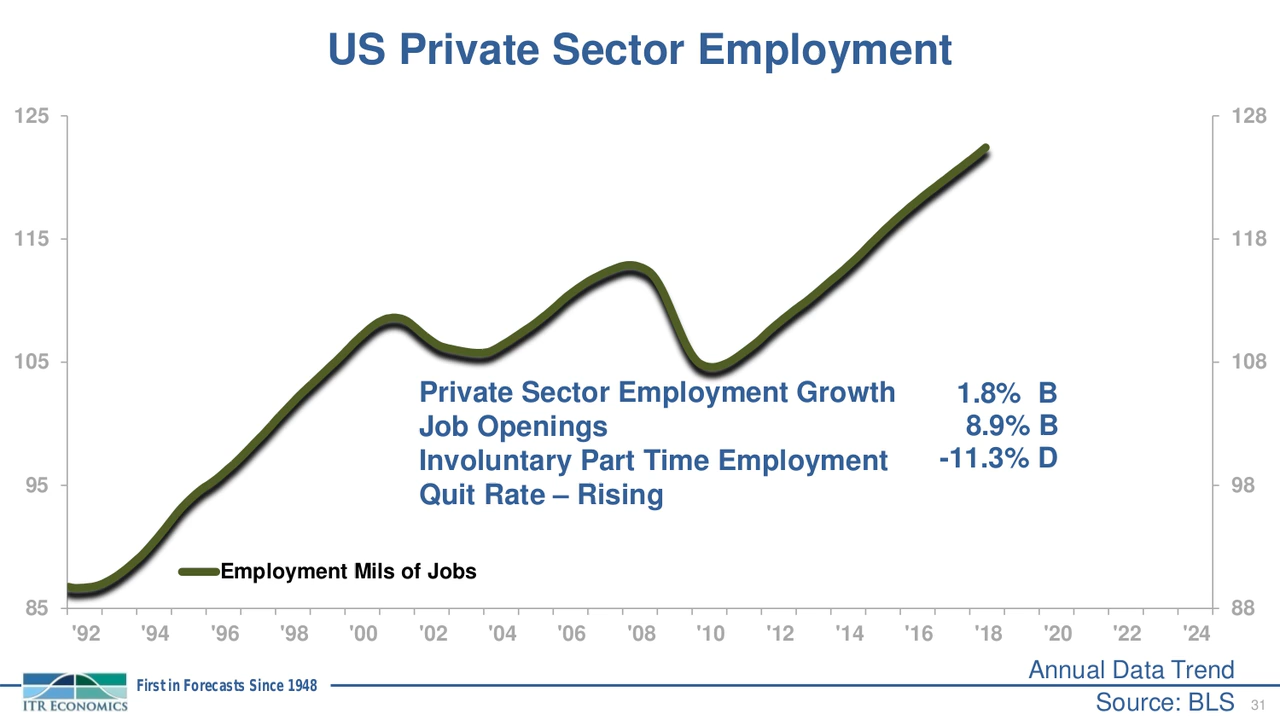 US Private Sector Employment
125
128
115
118
105
108
Private Sector Employment Growth 1.8% B
Job Openings 8.9% B
Involuntary Part Time Employment -11.3% D
Quit Rate – Rising
95
98
Employment Mils of Jobs
85
88
'92 '94 '96 '98 '00 '02 '04 '06 '08 '10 '12 '14 '16 '18 '20 '22 '24
Annual Data Trend
First in Forecasts Since 1948
ITR ECONOMICS
Source: BLS
31